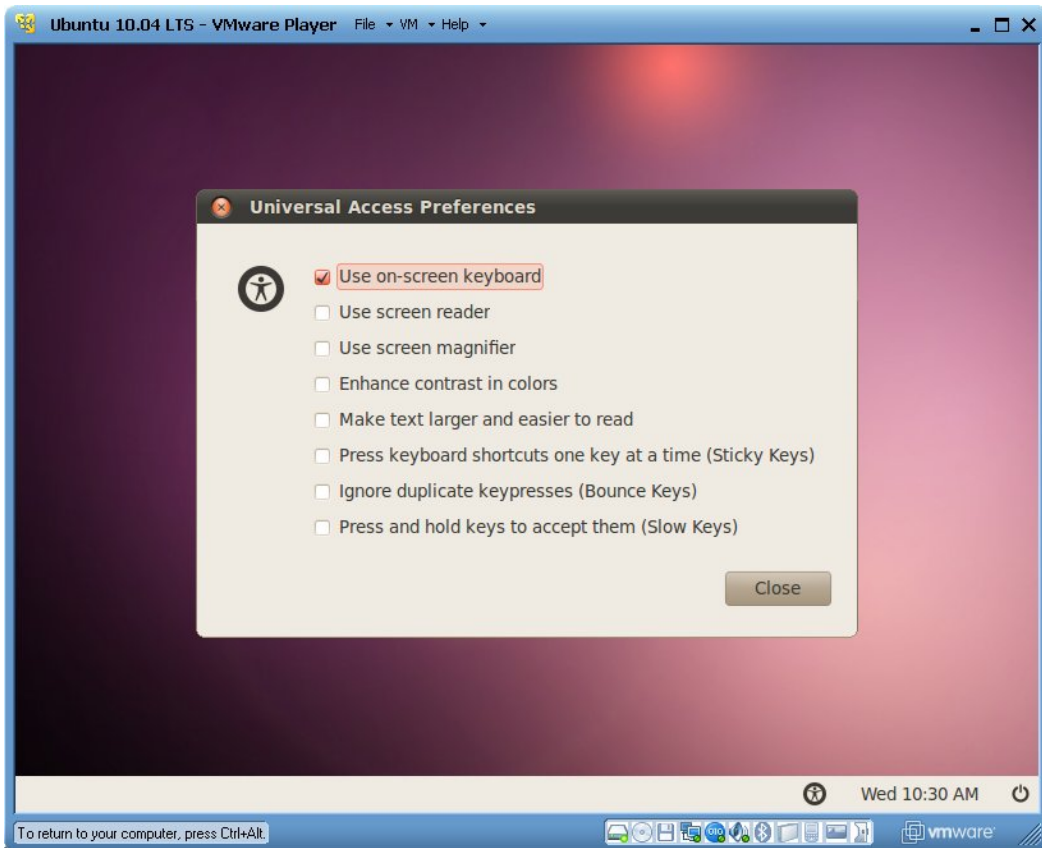 Ubuntu 10.04 LTS - VMware Player File VM Help
Universal Access Preferences
Use on-screen keyboard
Use screen reader
Use screen magnifier
Enhance contrast in colors
Make text larger and easier to read
Press keyboard shortcuts one key at a time (Sticky Keys)
Ignore duplicate keypresses (Bounce Keys)
Press and hold keys to accept them (Slow Keys)
Close
Wed 10:30 AM
To return to your computer, press Ctrl+Alt.
vmware